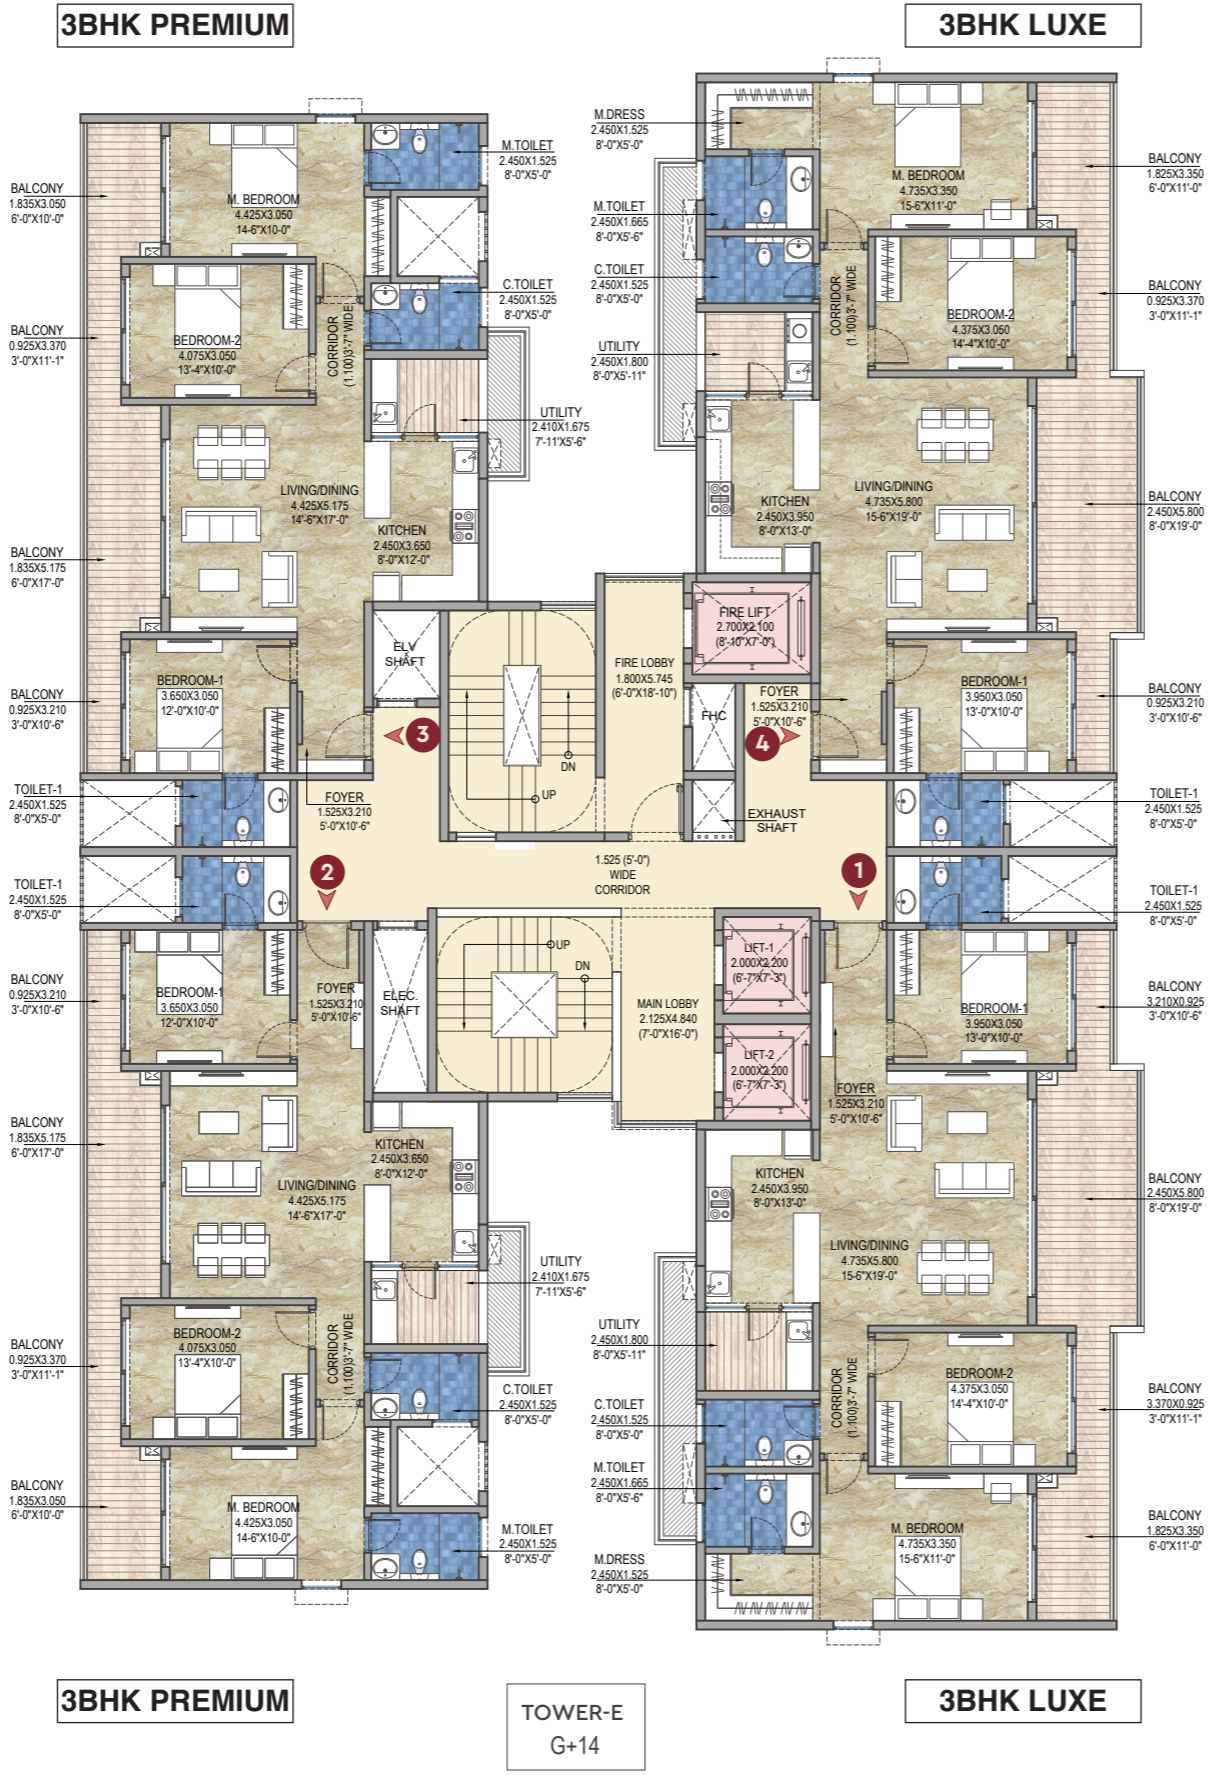 3BHK PREMIUM
3BHK LUXE
M.TOILET
2.450X1.525
8'-0"X5'-0"
BALCONY
1.835X3.050
6'-0"X10'-0"
M. BEDROOM
4.425X3.050
14-6"X10-0"
C.TOILET
2.450X1.525
8'-0"X5'-0"
BALCONY
0.925X3.370
3'-0"X11'-1"
BEDROOM-2
4.075X3.050
13'-4"X10'-0"
CORRIDOR
(1.100)3'-7" WIDE
UTILITY
2.410X1.675
7'-11'X5'-6"
LIVING/DINING
4.425X5.175
14'-6"X17'-0"
KITCHEN
2.450X3.650
8'-0"X12'-0"
BALCONY
1.835X5.175
6'-0"X17'-0"
BEDROOM-1
3.650X3.050
12'-0"X10'-0"
BALCONY
0.925X3.210
3'-0"X10'-6"
ELV
SHAFT
3
TOILET-1
2.450X1.525
8'-0"X5'-0"
FOYER
1.525X3.210
5'-0"X10'-6"
UP
DN
M.DRESS
2.450X1.525
8'-0"X5'-0"
M. BEDROOM
4.735X3.350
15-6"X11'-0"
BALCONY
1.825X3.350
6'-0"X11'-0"
M.TOILET
2.450X1.665
8'-0"X5'-6"
C.TOILET
2.450X1.525
8'-0"X5'-0"
CORRIDOR
(1.100)3'-7" WIDE
BEDROOM-2
4.375X3.050
14'-4"X10'-0"
BALCONY
0.925X3.370
3'-0"X11'-1"
UTILITY
2.450X1.800
8'-0"X5'-11"
KITCHEN
2.450X3.950
8'-0"X13'-0"
LIVING/DINING
4.735X5.800
15-6"X19'-0"
BALCONY
2.450X5.800
8'-0"X19'-0"
FIRE LIFT
2.700X2.100
(8'-10"X7'-0")
FIRE LOBBY
1.800X5.745
(6'-0"X18'-10")
FHC
FOYER
1.525X3.210
5'-0"X10'-6"
4
BEDROOM-1
3.950X3.050
13'-0"X10'-0"
BALCONY
0.925X3.210
3'-0"X10'-6"
EXHAUST
SHAFT
TOILET-1
2.450X1.525
8'-0"X5'-0"
1.525 (5'-0")
WIDE
CORRIDOR
2
1
TOILET-1
2.450X1.525
8'-0"X5'-0"
TOILET-1
2.450X1.525
8'-0"X5'-0"
BALCONY
0.925X3.210
3'-0"X10'-6"
BEDROOM-1
3.650X3.050
12'-0"X10'-0"
FOYER
1.525X3.210
5'-0"X10'-6"
ELEC.
SHAFT
UP
DN
MAIN LOBBY
2.125X4.840
(7'-0"X16'-0")
LIFT-1
2.000X2.200
(6'-7"X7'-3")
LIFT-2
2.000X2.200
(6'-7"X7'-3")
BEDROOM-1
3.950X3.050
13'-0"X10'-0"
BALCONY
3.210X0.925
3'-0"X10'-6"
FOYER
1.525X3.210
5'-0"X10'-6"
BALCONY
1.835X5.175
6'-0"X17'-0"
KITCHEN
2.450X3.650
8'-0"X12'-0"
LIVING/DINING
4.425X5.175
14'-6"X17'-0"
UTILITY
2.410X1.675
7'-11'X5'-6"
BEDROOM-2
4.075X3.050
13'-4"X10'-0"
CORRIDOR
(1.100)3'-7" WIDE
BALCONY
0.925X3.370
3'-0"X11'-1"
C.TOILET
2.450X1.525
8'-0"X5'-0"
BALCONY
1.835X3.050
6'-0"X10'-0"
M. BEDROOM
4.425X3.050
14-6"X10-0"
M.TOILET
2.450X1.525
8'-0"X5'-0"
KITCHEN
2.450X3.950
8'-0"X13'-0"
LIVING/DINING
4.735X5.800
15-6"X19'-0"
BALCONY
2.450X5.800
8'-0"X19'-0"
UTILITY
2.450X1.800
8'-0"X5'-11"
CORRIDOR
(1.100)3'-7" WIDE
BEDROOM-2
4.375X3.050
14'-4"X10'-0"
BALCONY
3.370X0.925
3'-0"X11'-1"
C.TOILET
2.450X1.525
8'-0"X5'-0"
M.TOILET
2.450X1.665
8'-0"X5'-6"
M. BEDROOM
4.735X3.350
15-6"X11'-0"
BALCONY
1.825X3.350
6'-0"X11'-0"
M.DRESS
2.450X1.525
8'-0"X5'-0"
3BHK PREMIUM
TOWER-E
G+14
3BHK LUXE